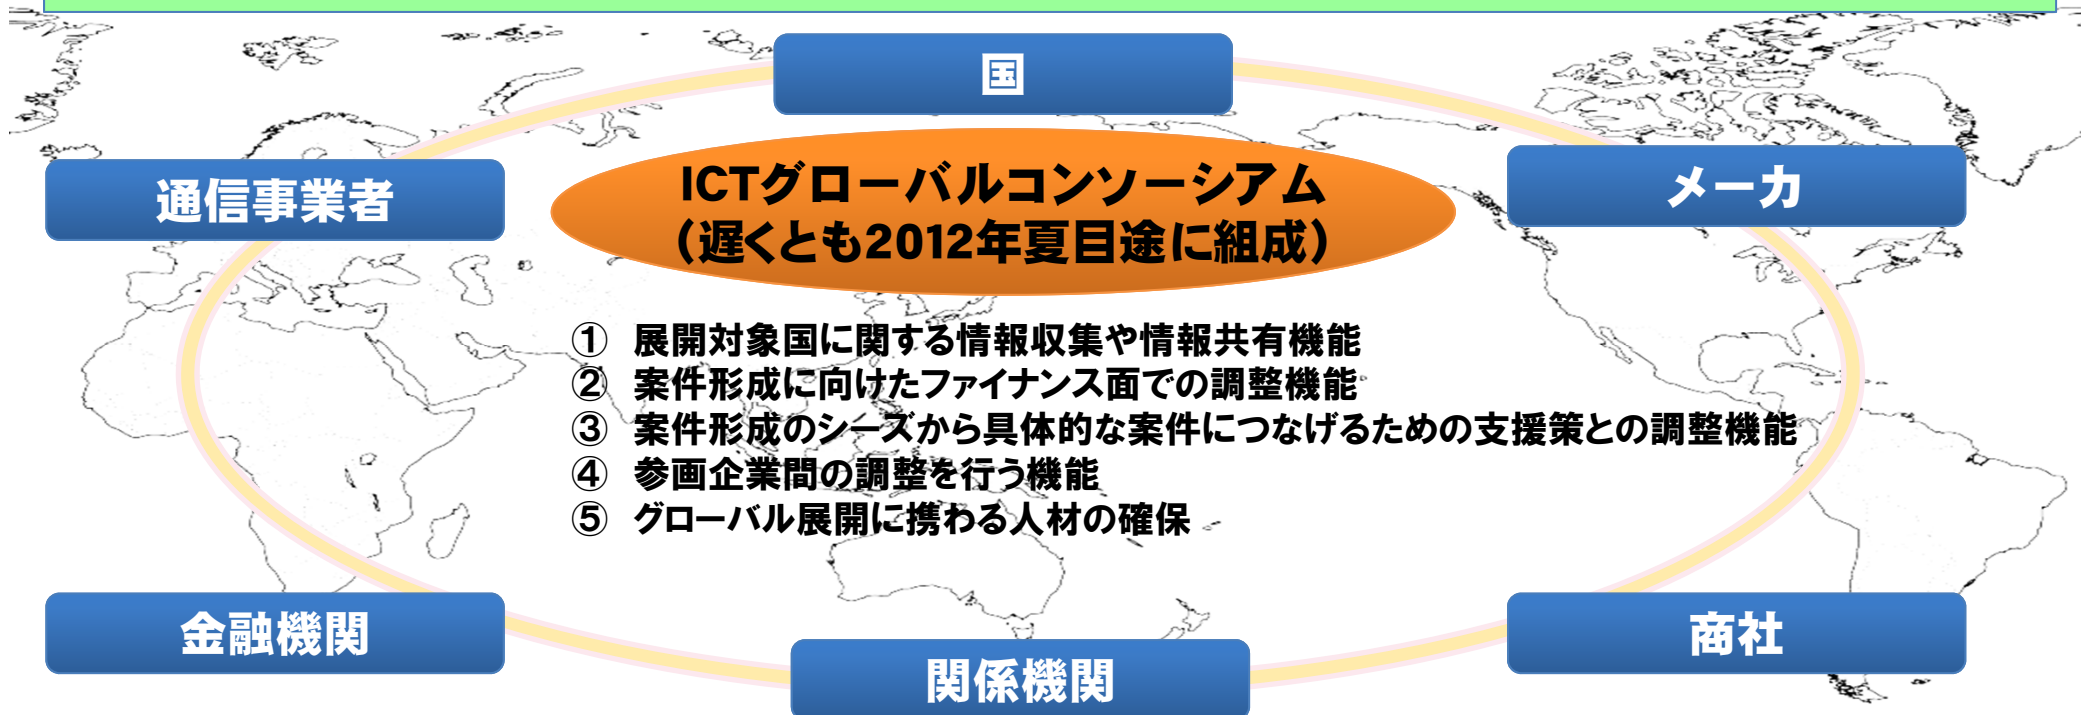 国
通信事業者
メーカ
ICTグローバルコンソーシアム
(遅くとも2012年夏目途に組成)
① 展開対象国に関する情報収集や情報共有機能
② 案件形成に向けたファイナンス面での調整機能
③ 案件形成のシーズから具体的な案件につなげるための支援策との調整機能
④ 参画企業間の調整を行う機能
⑤ グローバル展開に携わる人材の確保
金融機関
商社
関係機関